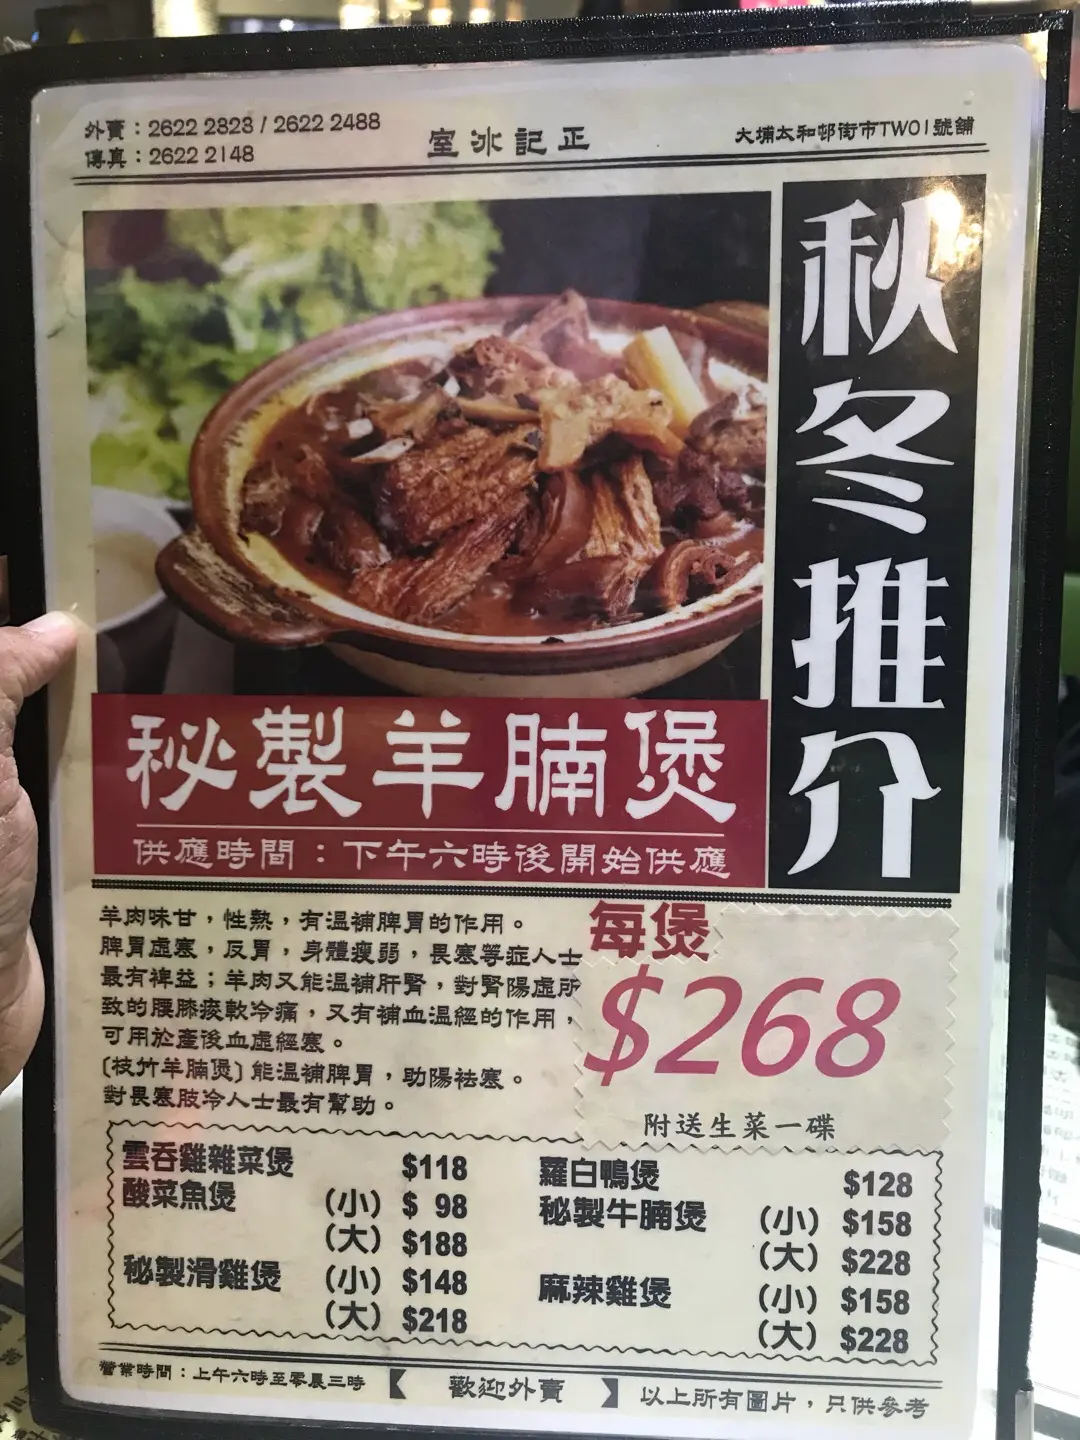 外賣：2622 2823 / 2622 2488
傳真：2622 2148
室冰記正
大埔太和邨街市TW01號舖
秋冬推介
秘製羊腩煲
供應時間：下午六時後開始供應
羊肉味甘，性熱，有溫補脾胃的作用。
脾胃虛寒，反胃，身體瘦弱，畏寒等症人士
最有裨益；羊肉又能溫補肝腎，對腎陽虛所
致的腰膝痠軟冷痛，又有補血溫經的作用，
可用於產後血虛經寒。
〔枝竹羊腩煲〕能溫補脾胃，助陽祛寒。
對畏寒肢冷人士最有幫助。
每煲
$268
附送生菜一碟
雲吞雞雜菜煲 $118
酸菜魚煲 （小） $ 98
（大） $188
秘製滑雞煲 （小） $148
（大） $218
蘿白鴨煲 $128
秘製牛腩煲 （小） $158
（大） $228
麻辣雞煲 （小） $158
（大） $228
營業時間：上午六時至零晨三時
歡迎外賣
以上所有圖片，只供參考